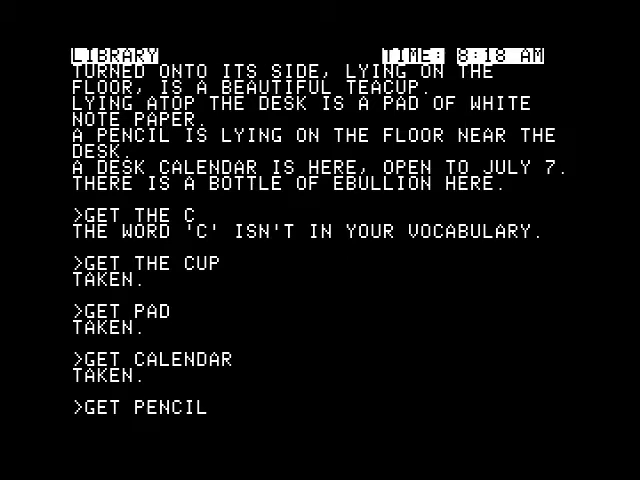 LIBRARY TIME: 8:18 AM
TURNED ONTO ITS SIDE, LYING ON THE
FLOOR, IS A BEAUTIFUL TEACUP.
LYING ATOP THE DESK IS A PAD OF WHITE
NOTE PAPER.
A PENCIL IS LYING ON THE FLOOR NEAR THE
DESK.
A DESK CALENDAR IS HERE, OPEN TO JULY 7.
THERE IS A BOTTLE OF EBULLION HERE.
>GET THE C
THE WORD 'C' ISN'T IN YOUR VOCABULARY.
>GET THE CUP
TAKEN.
>GET PAD
TAKEN.
>GET CALENDAR
TAKEN.
>GET PENCIL